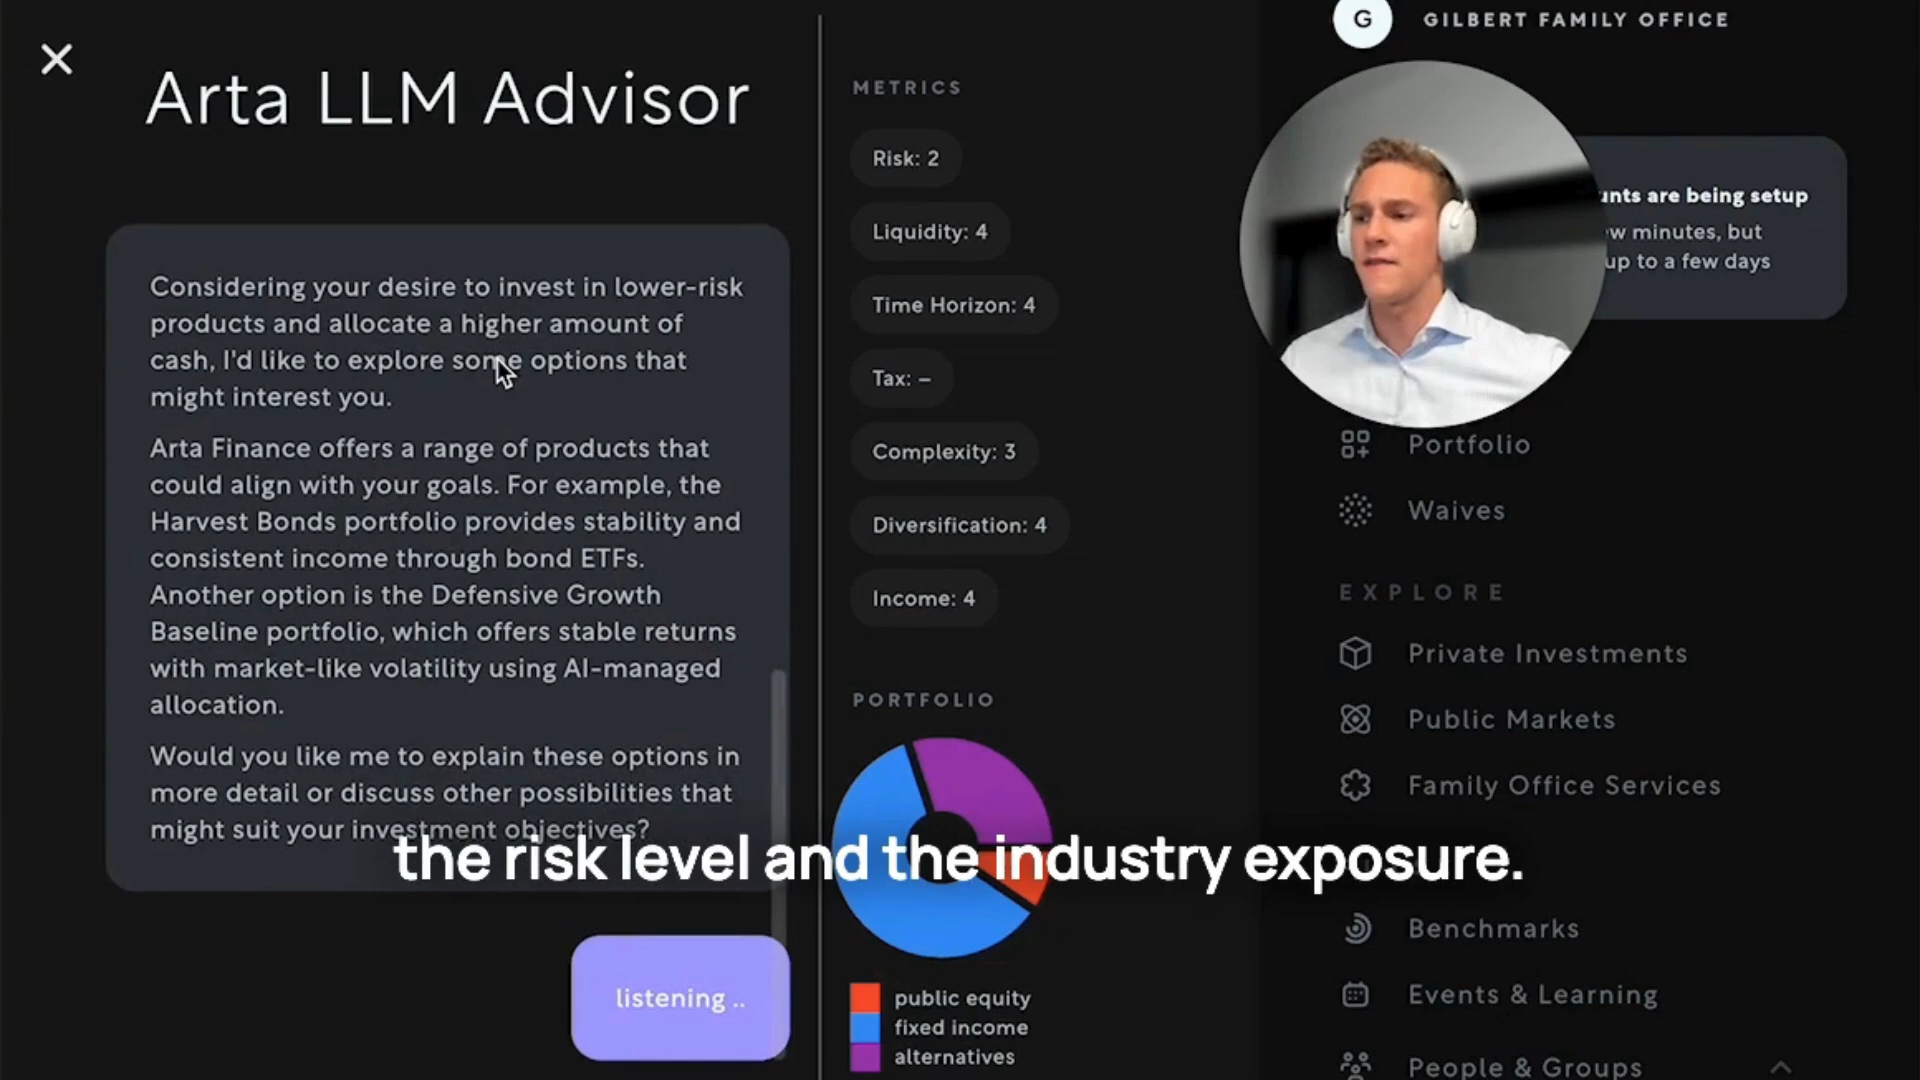 Arta LLM Advisor
Considering your desire to invest in lower-risk
products and allocate a higher amount of
cash, I'd like to explore some options that
might interest you.
Arta Finance offers a range of products that
could align with your goals. For example, the
Harvest Bonds portfolio provides stability and
consistent income through bond ETFs.
Another option is the Defensive Growth
Baseline portfolio, which offers stable returns
with market-like volatility using AI-managed
allocation.
Would you like me to explain these options in
more detail or discuss other possibilities that
might suit your investment objectives?
listening ..
METRICS
Risk: 2
Liquidity: 4
Time Horizon: 4
Tax: –
Complexity: 3
Diversification: 4
Income: 4
PORTFOLIO
public equity
fixed income
alternatives
G GILBERT FAMILY OFFICE
are being setup
minutes, but
up to a few days
Portfolio
Waives
EXPLORE
Private Investments
Public Markets
Family Office Services
Benchmarks
Events & Learning
People & Groups
the risk level and the industry exposure.